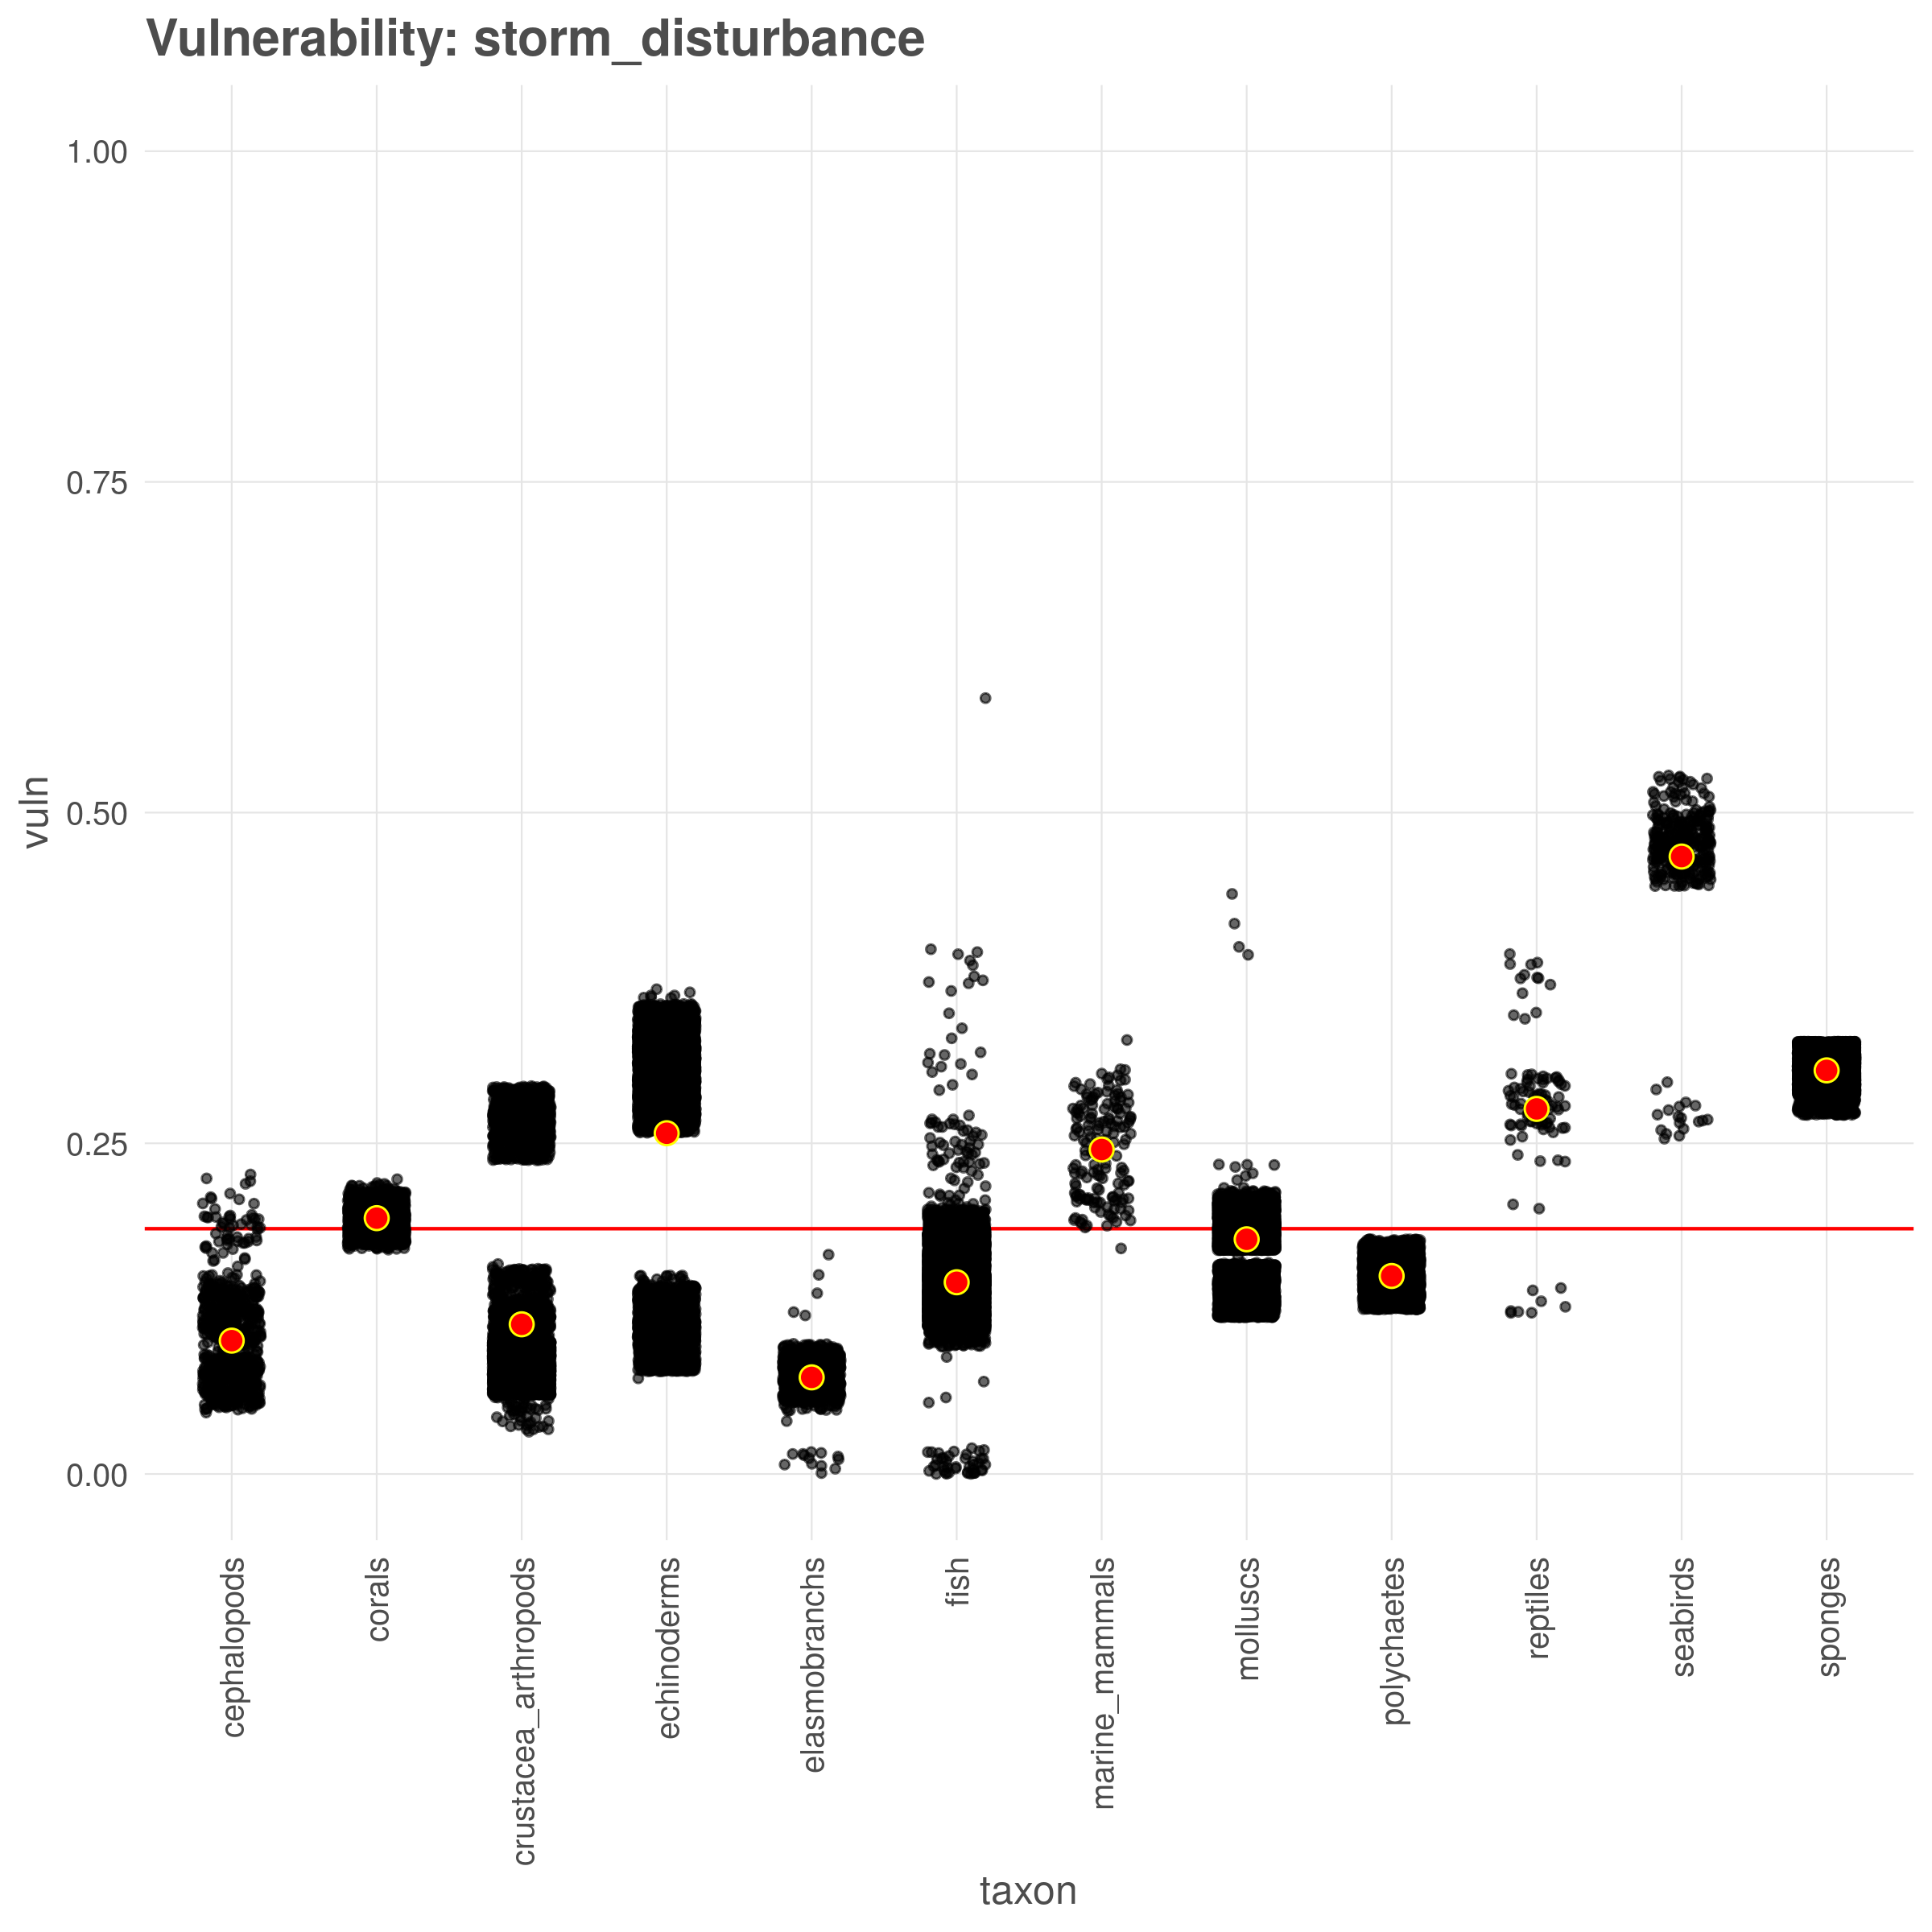 Vulnerability: storm_disturbance
vuln
1.00
0.75
0.50
0.25
0.00
cephalopods
corals
crustacea_arthropods
echinoderms
elasmobranchs
fish
marine_mammals
molluscs
polychaetes
reptiles
seabirds
sponges
taxon